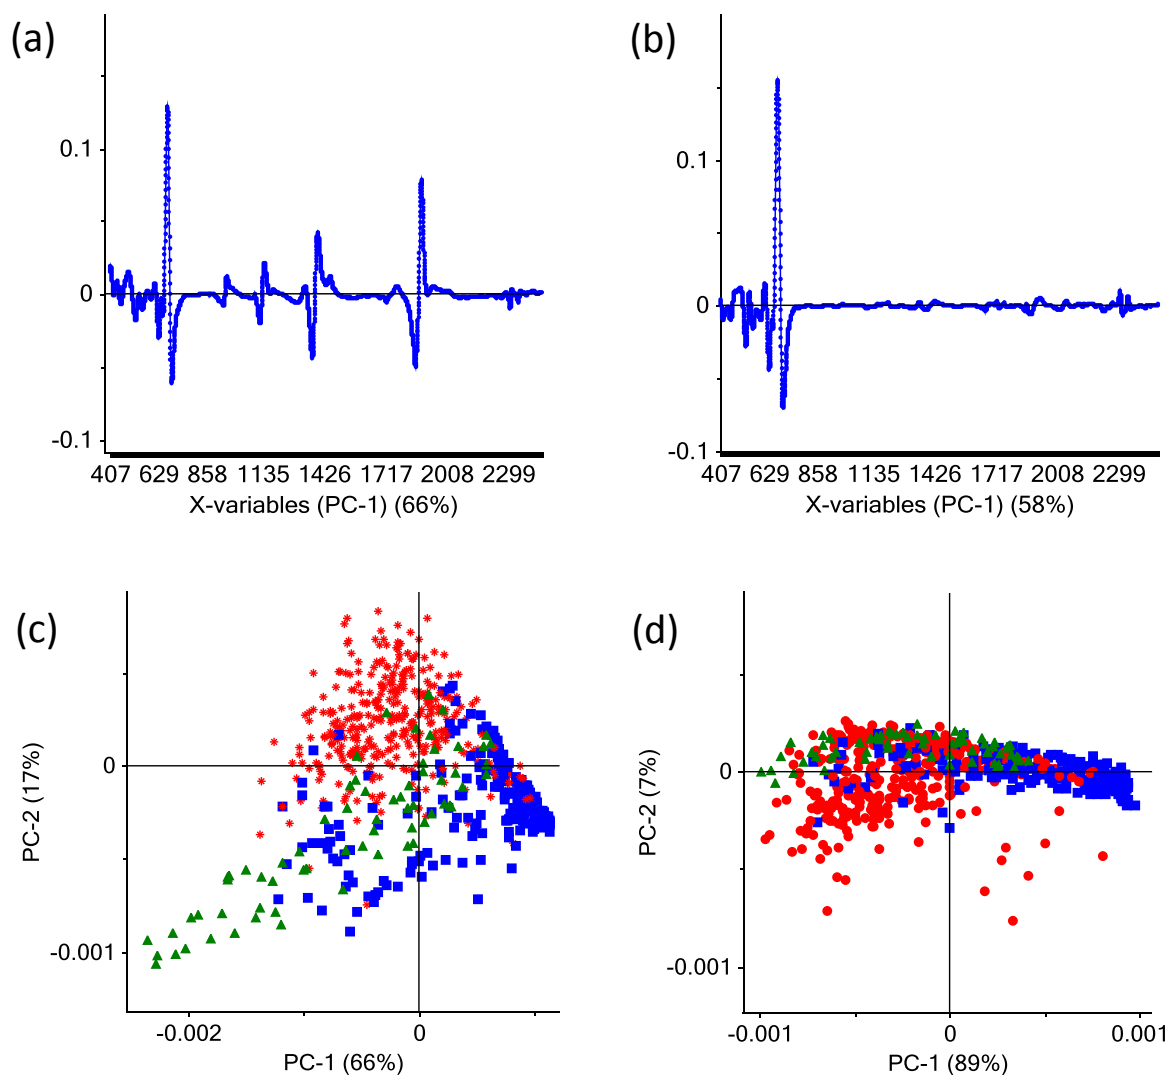 (a)
0.1
0
-0.1
407 629 858 1135 1426 1717 2008 2299
X-variables (PC-1) (66%)
(b)
0.1
0
-0.1
407 629 858 1135 1426 1717 2008 2299
X-variables (PC-1) (58%)
(c)
PC-2 (17%)
0
-0.001
-0.002 0
PC-1 (66%)
(d)
PC-2 (7%)
0
-0.001
-0.001 0 0.001
PC-1 (89%)